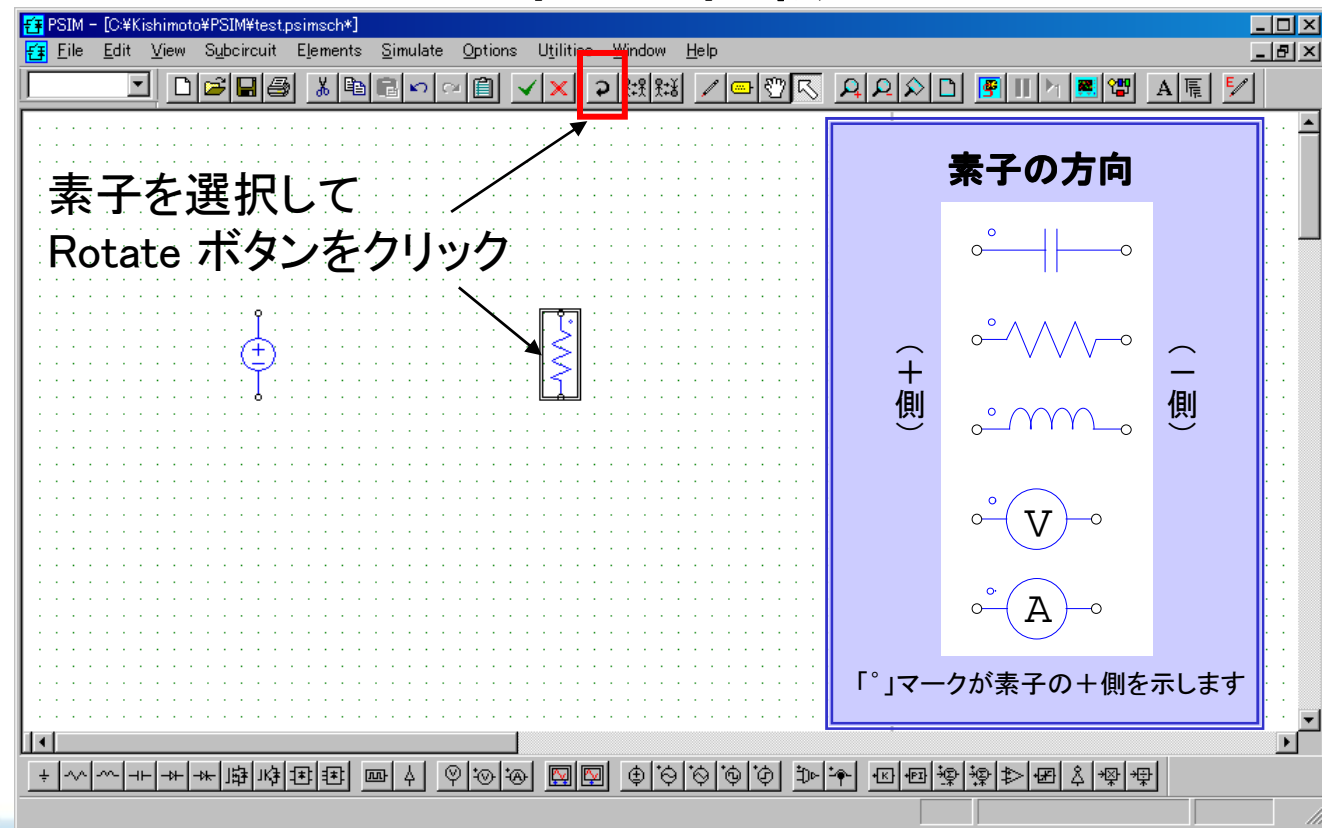 PSIM - [C:¥Kishimoto¥PSIM¥test.psimsch*]
File Edit View Subcircuit Elements Simulate Options Utilities Window Help
素子を選択して
Rotate ボタンをクリック
素子の方向
(＋側)
(－側)
V
A
「°」マークが素子の＋側を示します